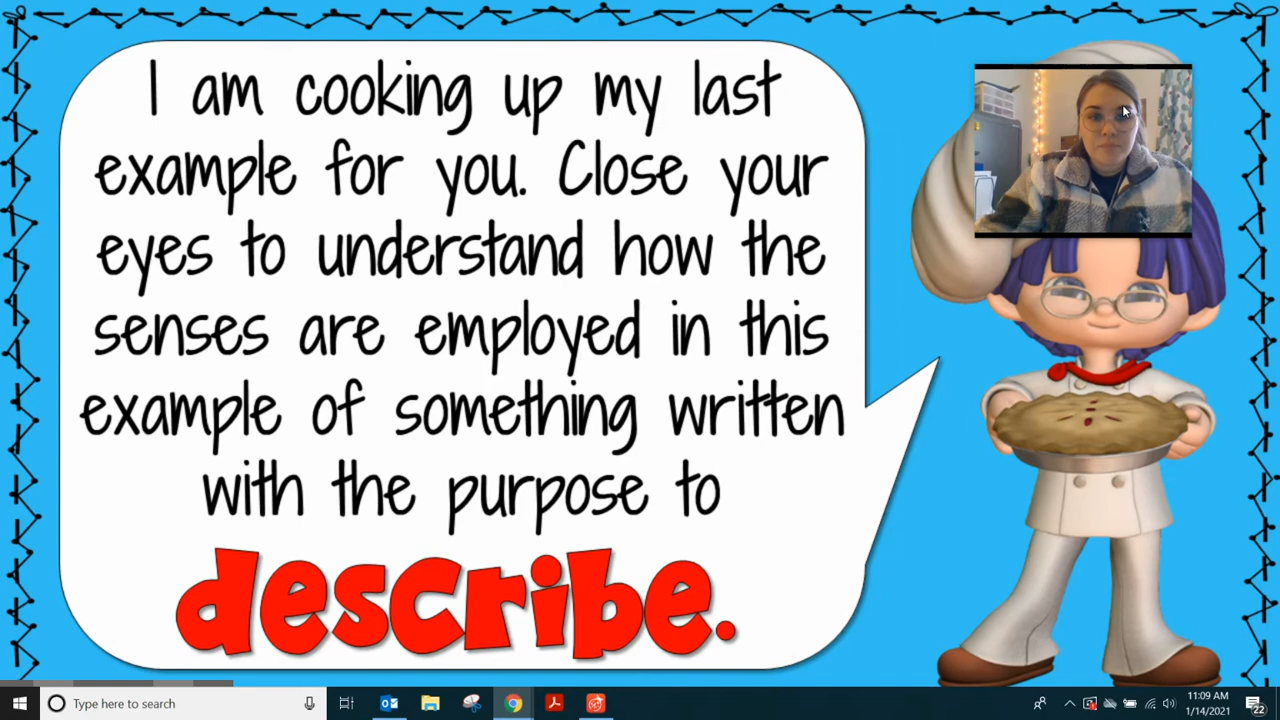 I am cooking up my last
example for you. Close your
eyes to understand how the
senses are employed in this
example of something written
with the purpose to
describe.
Type here to search
11:09 AM
1/14/2021
22